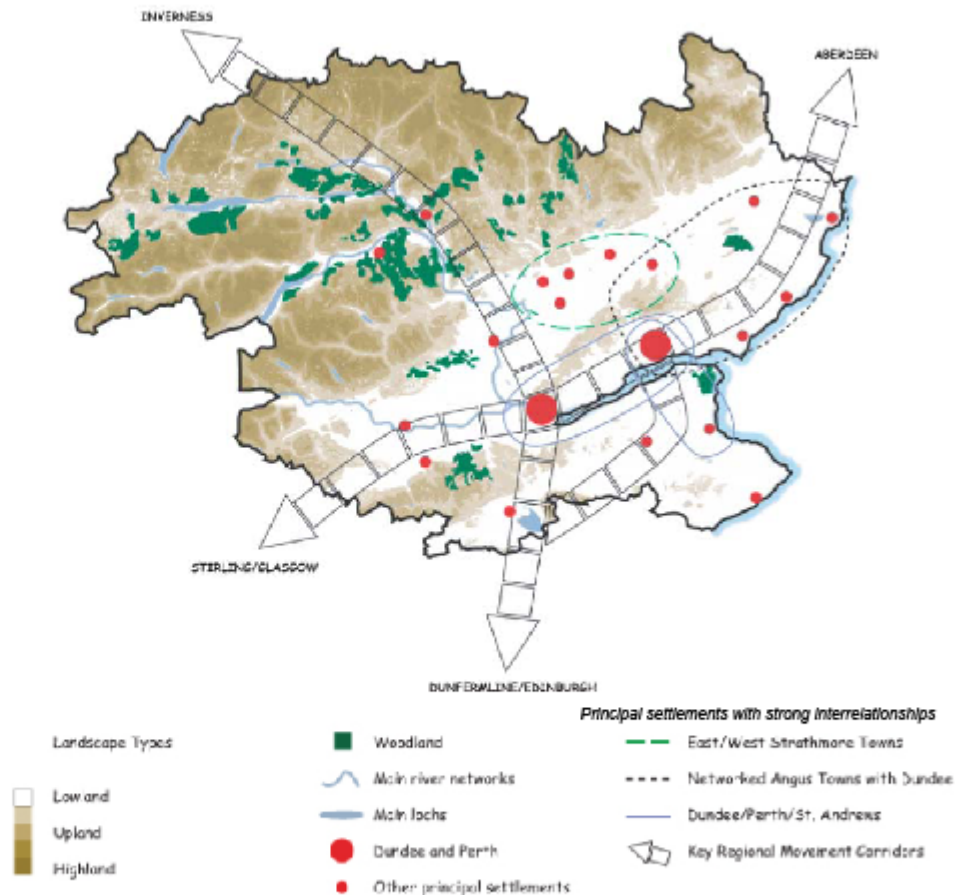 INVERNESS
ABERDEEN
STIRLING/GLASGOW
DUNFERMLINE/EDINBURGH
Principal settlements with strong interrelationships
Landscape Types
Lowland
Upland
Highland
Woodland
Main river networks
Main lochs
Dundee and Perth
Other principal settlements
East/West Strathmore Towns
Networked Angus Towns with Dundee
Dundee/Perth/St. Andrews
Key Regional Movement Corridors